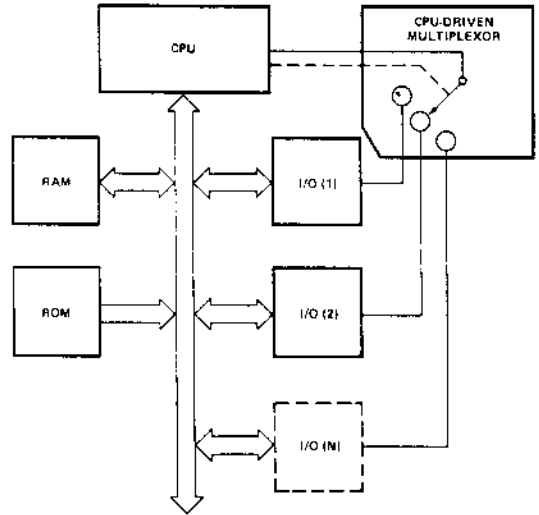 CPU
CPU-DRIVEN
MULTIPLEXOR
RAM
I/O (1)
ROM
I/O (2)
I/O (N)